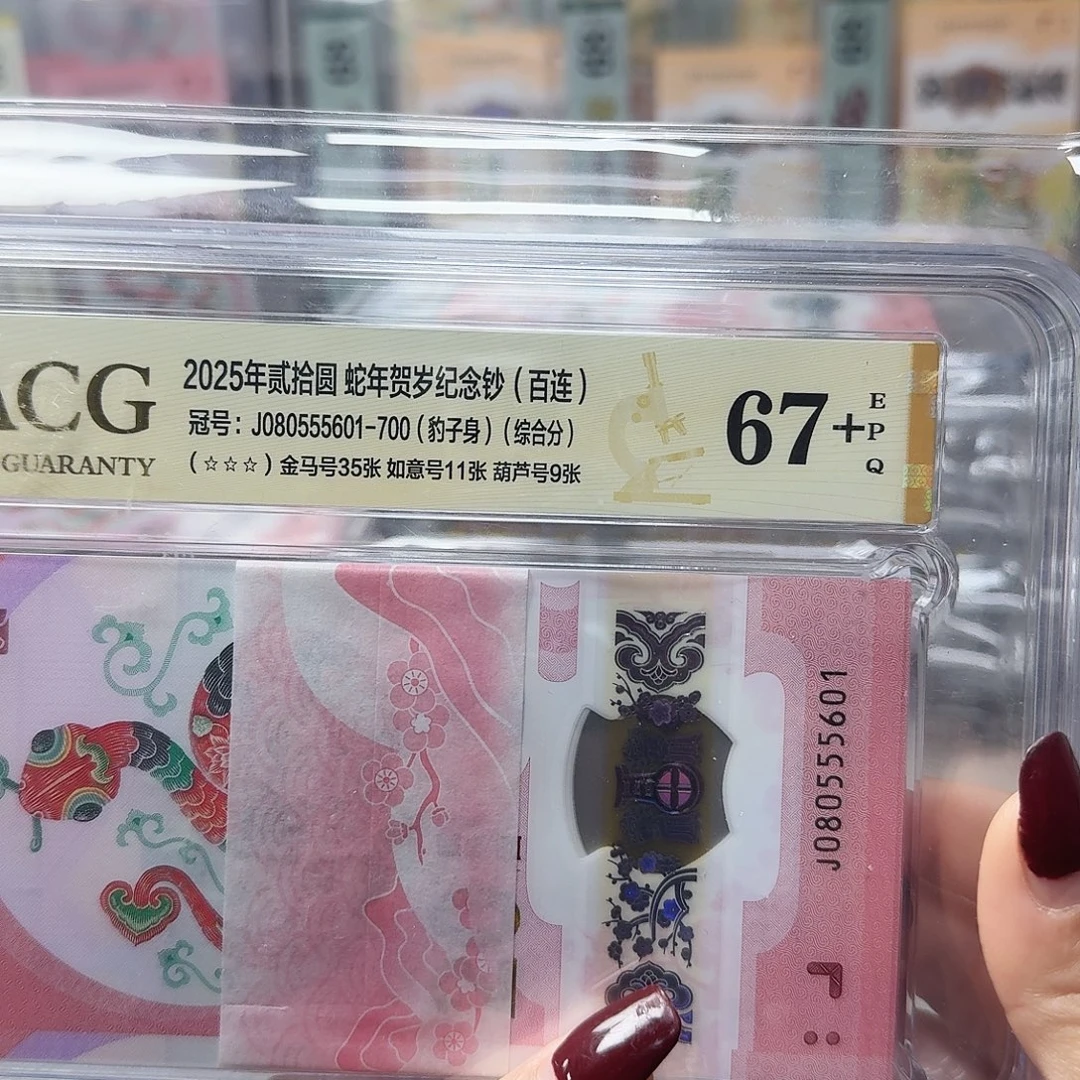 ACG
GUARANTY
2025年贰拾圆 蛇年贺岁纪念钞（百连）
冠号：J080555601-700（豹子身）（综合分）
（☆☆☆）金马号35张 如意号11张 葫芦号9张
67+
E
P
Q
J080555601